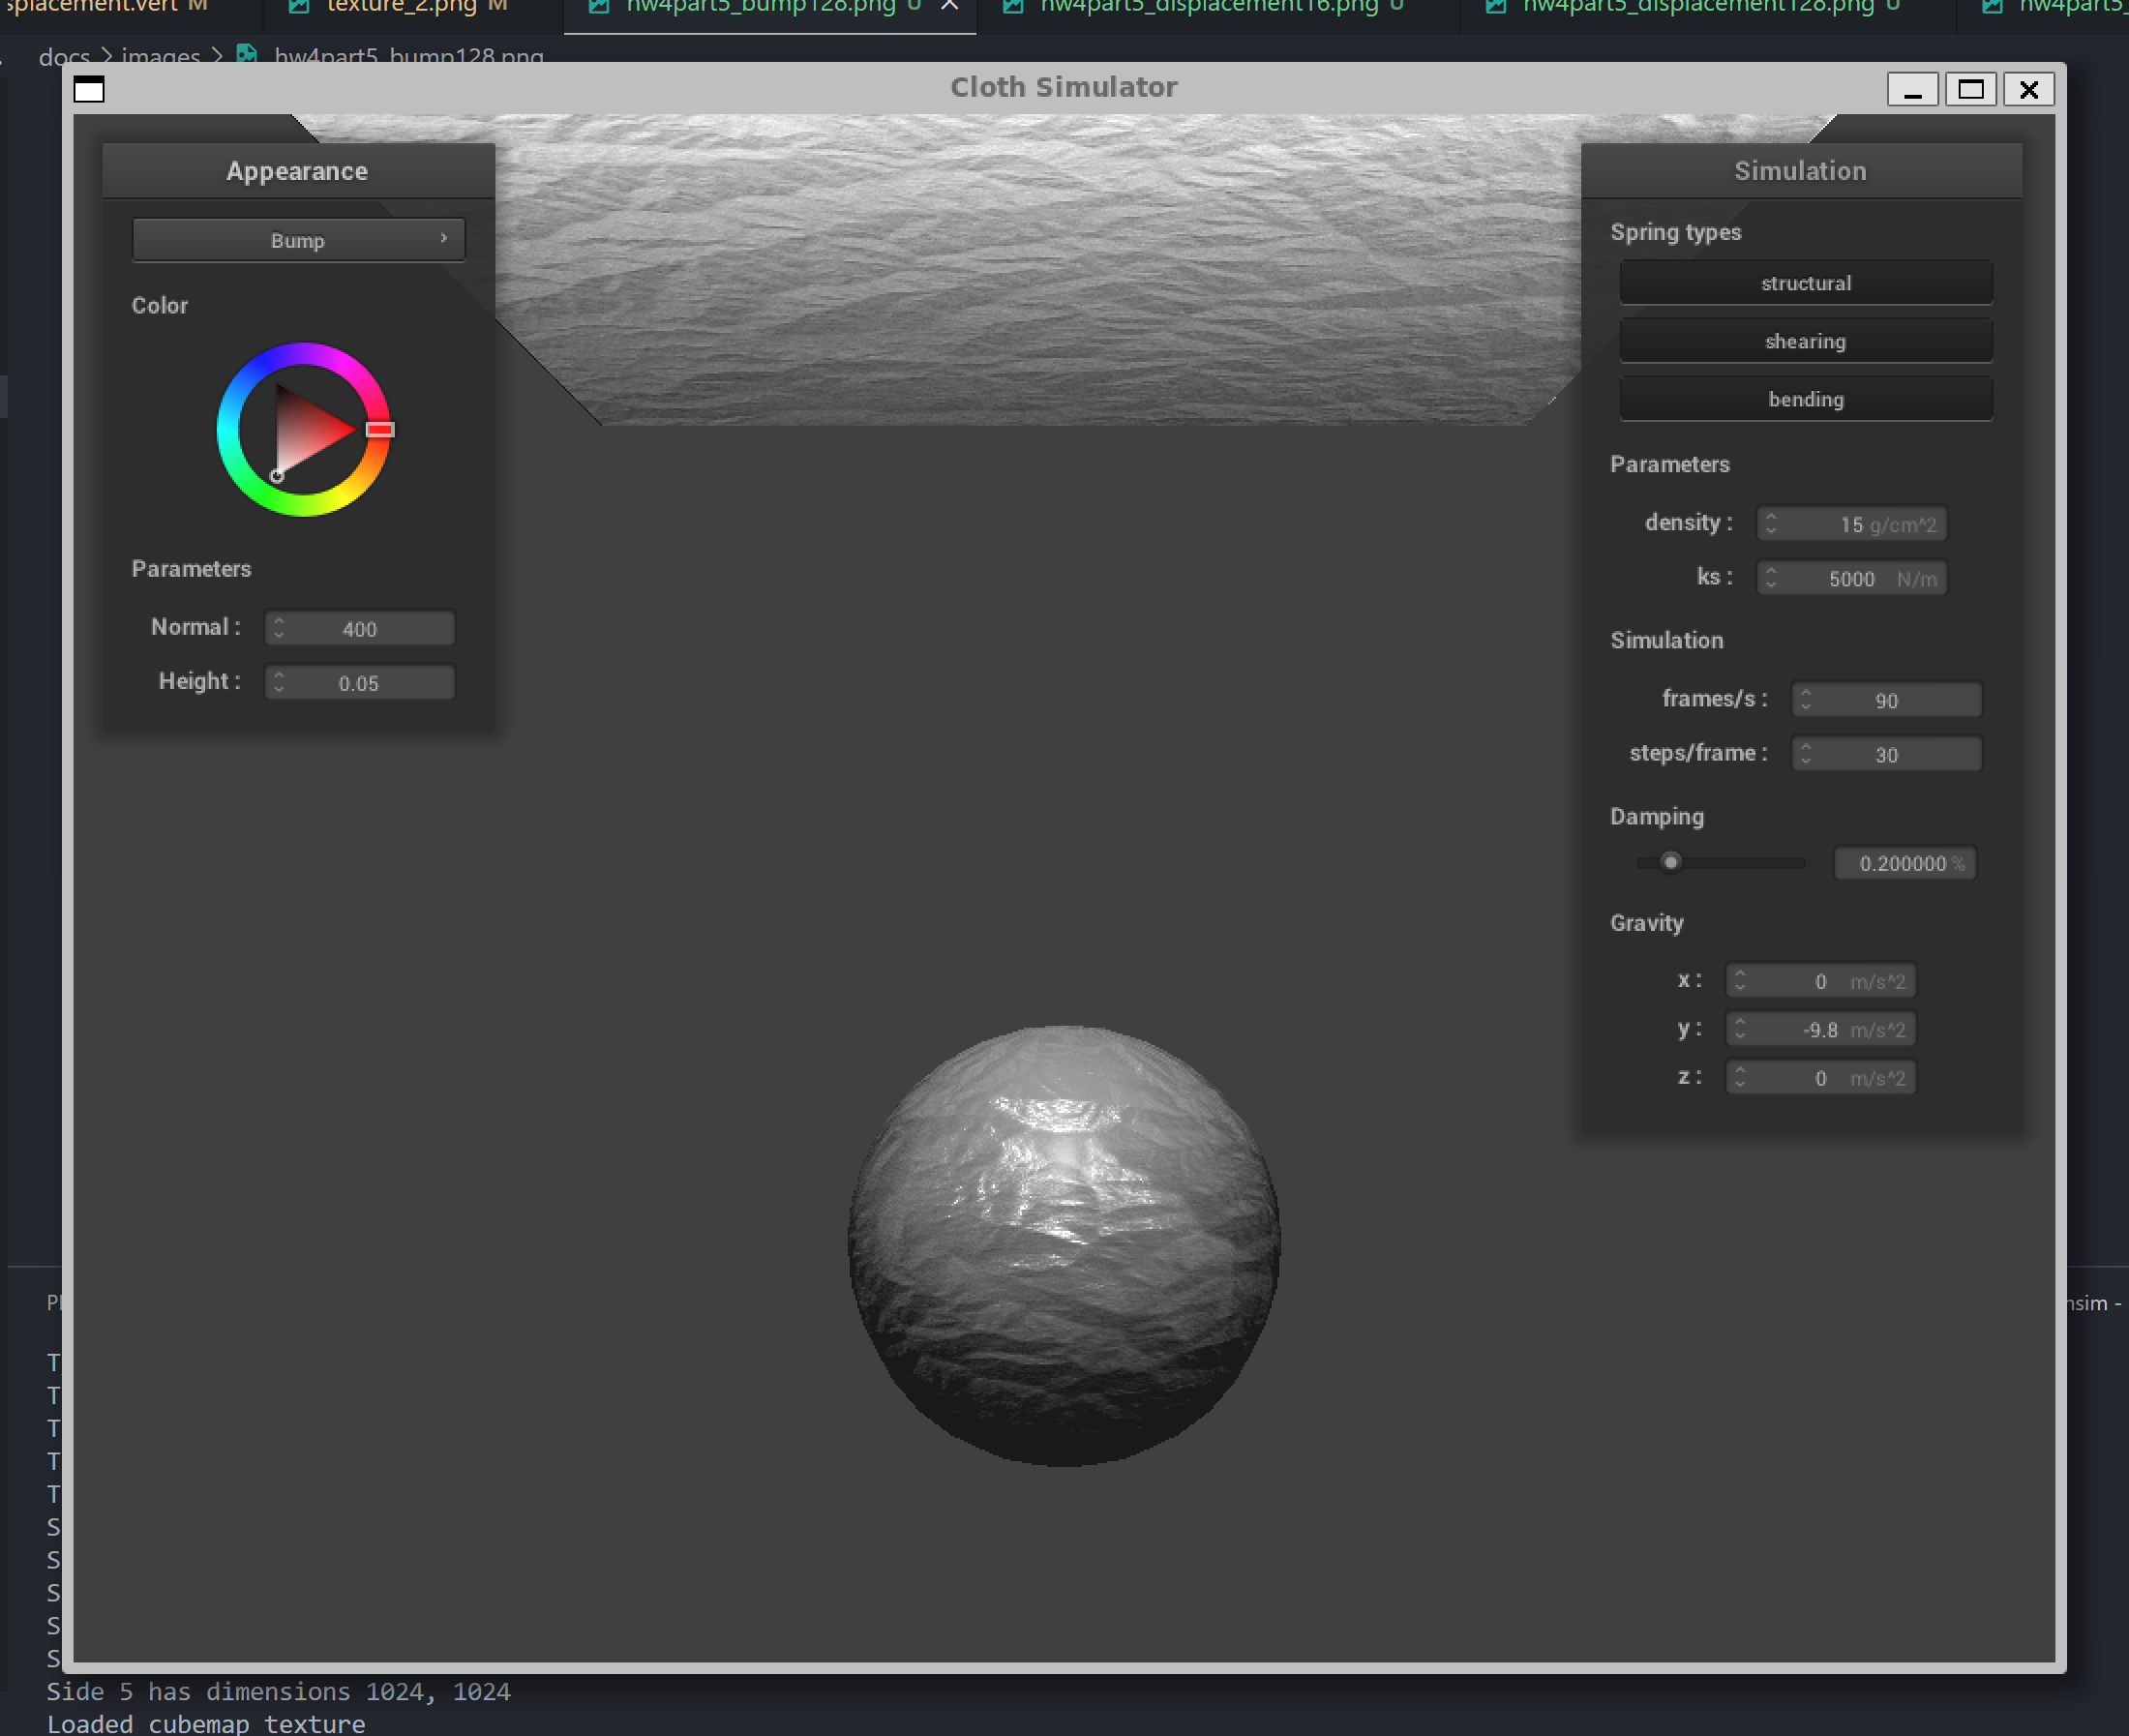 splacement.vert M texture_2.png M hw4part5_bump128.png U hw4part5_displacement16.png U hw4part5_displacement128.png U hw4part5_
docs > images > hw4part5_bump128.png
Cloth Simulator
Appearance
Bump
Color
Parameters
Normal : 400
Height : 0.05
Simulation
Spring types
structural
shearing
bending
Parameters
density : 15 g/cm^2
ks : 5000 N/m
Simulation
frames/s : 90
steps/frame : 30
Damping
0.200000 %
Gravity
x : 0 m/s^2
y : -9.8 m/s^2
z : 0 m/s^2
T
T
T
T
T
S
S
S
S
S
Side 5 has dimensions 1024, 1024
Loaded cubemap texture